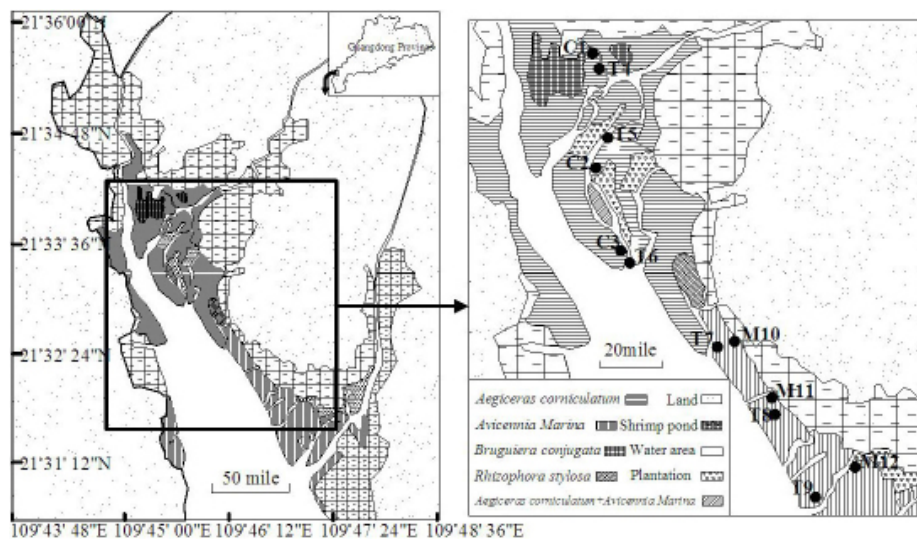 21°36'00"N
21°34'48"N
21°33'36"N
21°32'24"N
21°31'12"N
109°43'48"E
109°45'00"E
109°46'12"E
109°47'24"E
109°48'36"E
Guangdong Province
50 mile
C1
T4
T5
C2
C3
T6
T7
M10
M11
T8
M12
T9
20mile
Aegiceras corniculatum Land
Avicennia Marina Shrimp pond
Bruguiera conjugata Water area
Rhizophora stylosa Plantation
Aegiceras corniculatum+Avicennia Marina